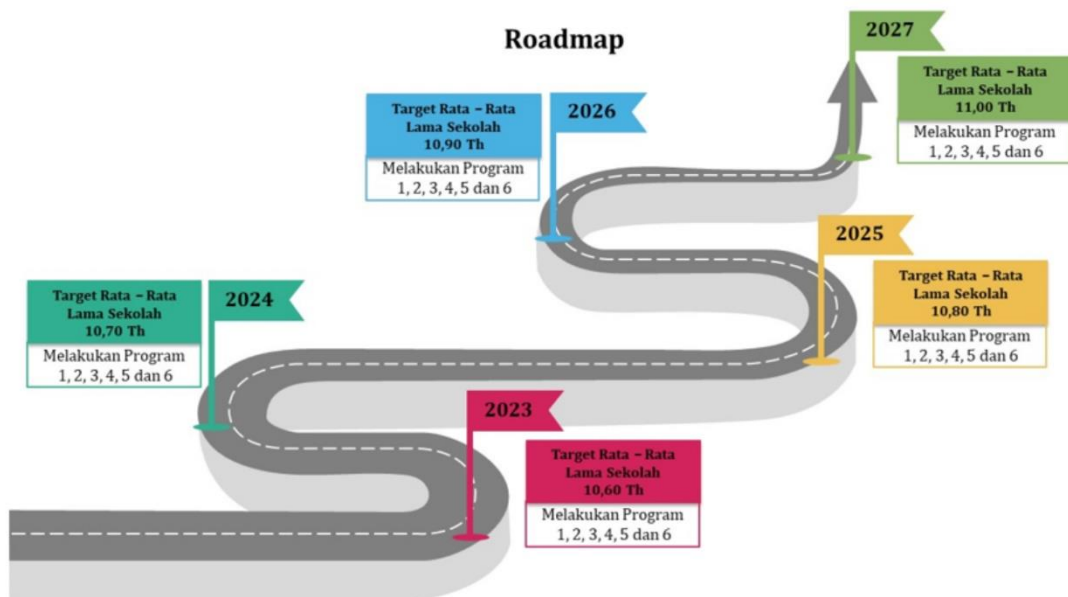 Roadmap
2027
Target Rata – Rata
Lama Sekolah
11,00 Th
Melakukan Program
1, 2, 3, 4, 5 dan 6
2026
Target Rata – Rata
Lama Sekolah
10,90 Th
Melakukan Program
1, 2, 3, 4, 5 dan 6
2025
Target Rata – Rata
Lama Sekolah
10,80 Th
Melakukan Program
1, 2, 3, 4, 5 dan 6
2024
Target Rata – Rata
Lama Sekolah
10,70 Th
Melakukan Program
1, 2, 3, 4, 5 dan 6
2023
Target Rata – Rata
Lama Sekolah
10,60 Th
Melakukan Program
1, 2, 3, 4, 5 dan 6